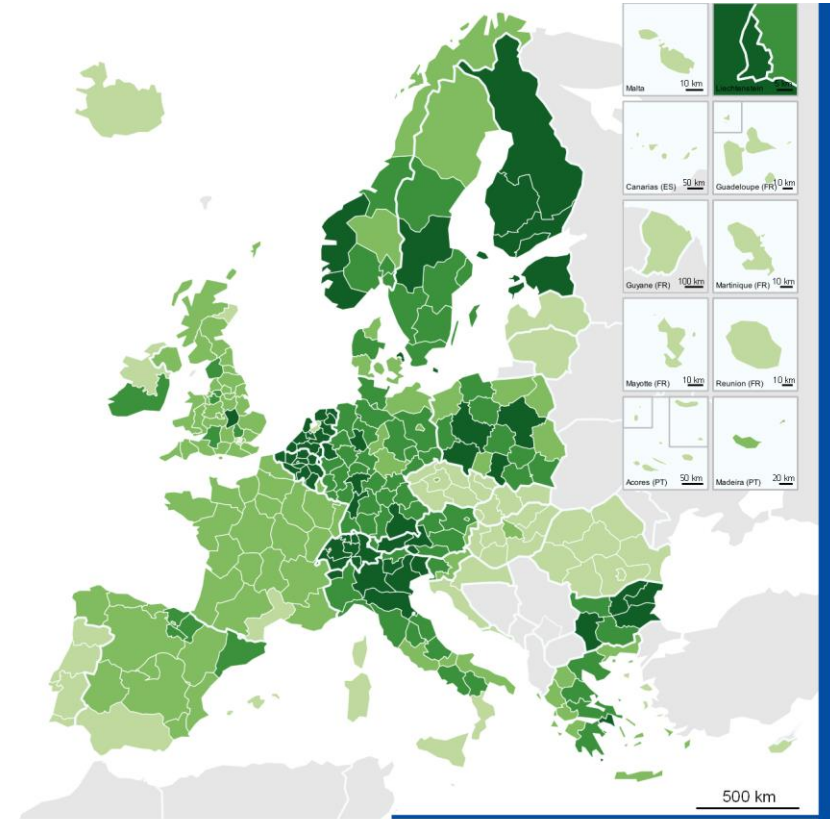 Malta 10 km
Liechtenstein
Canarias (ES) 50 km
Guadeloupe (FR) 10 km
Guyane (FR) 100 km
Martinique (FR) 10 km
Mayotte (FR) 10 km
Reunion (FR) 10 km
Acores (PT) 50 km
Madeira (PT) 20 km
500 km